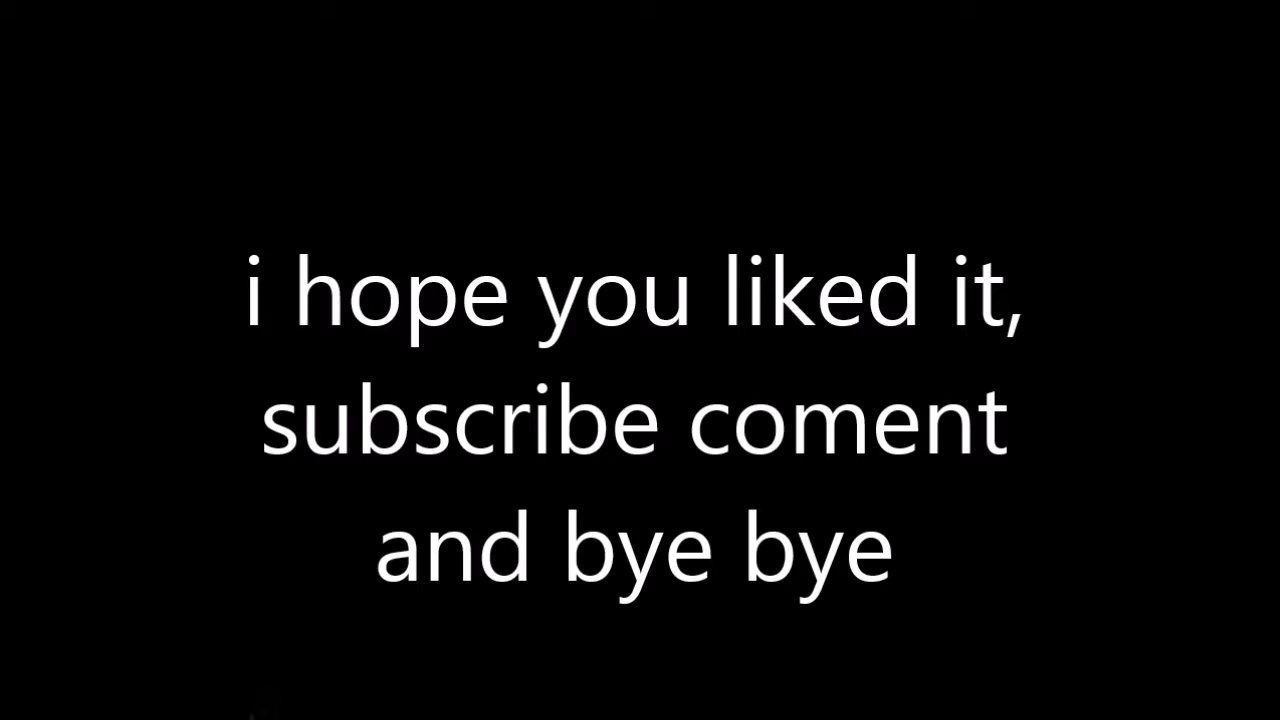 i hope you liked it,
subscribe coment
and bye bye